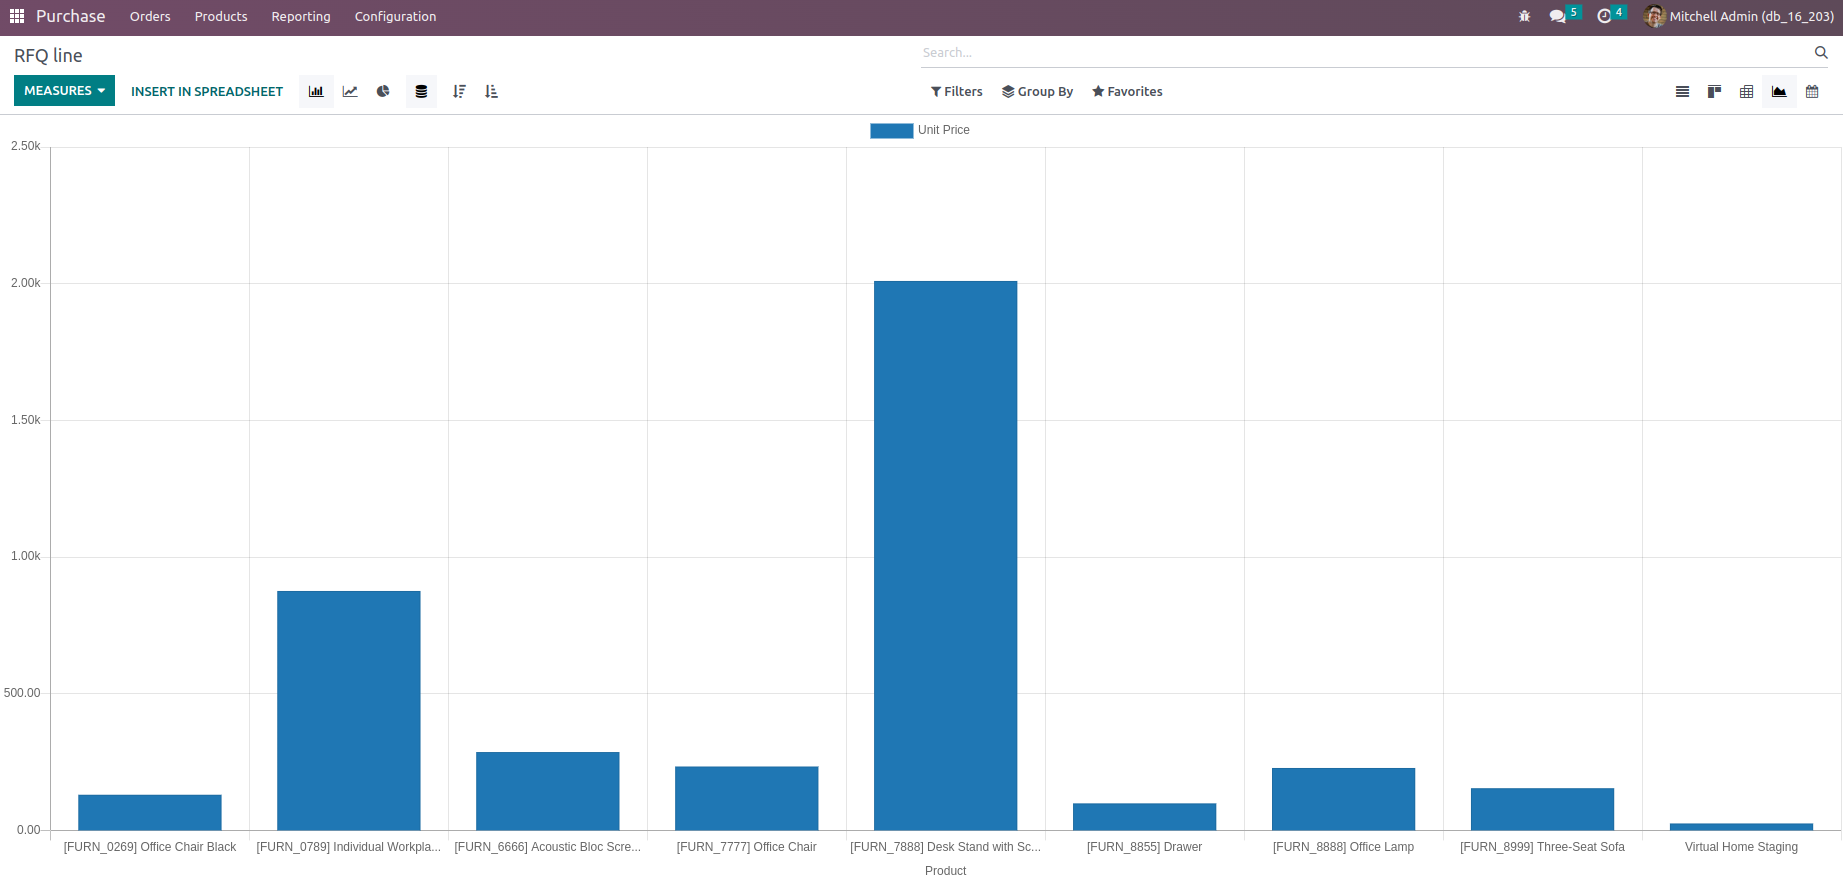 Purchase Orders Products Reporting Configuration 5 4 Mitchell Admin (db_16_203)
RFQ line
Search...
MEASURES INSERT IN SPREADSHEET Filters Group By Favorites
Unit Price
2.50k
2.00k
1.50k
1.00k
500.00
0.00
[FURN_0269] Office Chair Black [FURN_0789] Individual Workpla... [FURN_6666] Acoustic Bloc Scre... [FURN_7777] Office Chair [FURN_7888] Desk Stand with Sc... [FURN_8855] Drawer [FURN_8888] Office Lamp [FURN_8999] Three-Seat Sofa Virtual Home Staging
Product